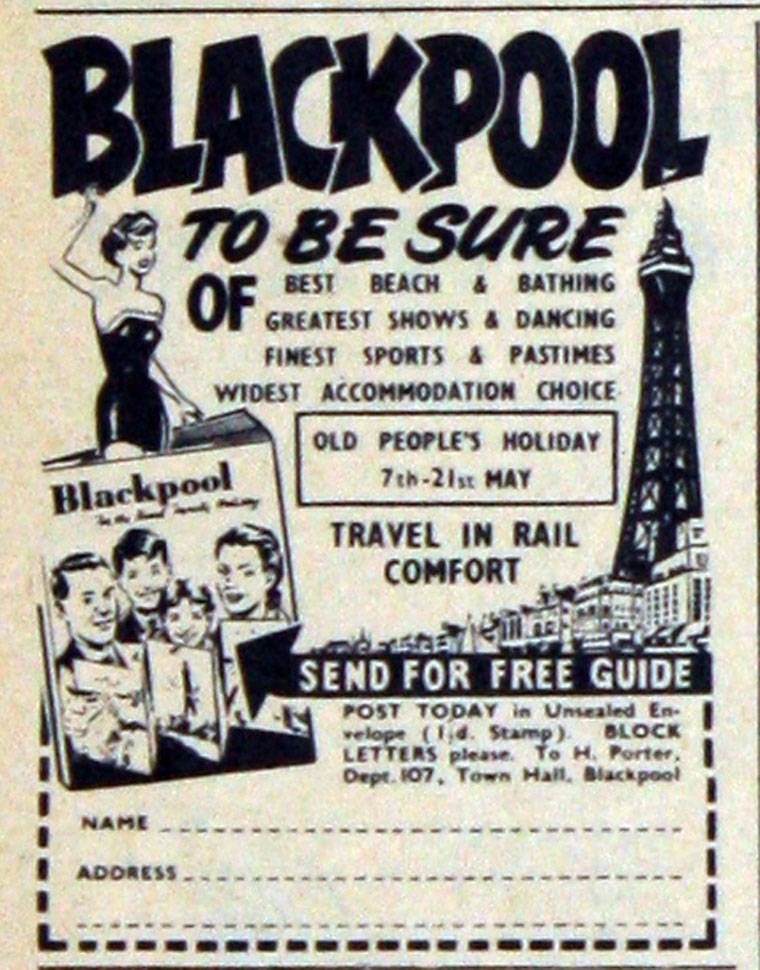 BLACKPOOL
TO BE SURE
OF BEST BEACH & BATHING
GREATEST SHOWS & DANCING
FINEST SPORTS & PASTIMES
WIDEST ACCOMMODATION CHOICE
OLD PEOPLE'S HOLIDAY
7th-21st MAY
TRAVEL IN RAIL
COMFORT
Blackpool
SEND FOR FREE GUIDE
POST TODAY in Unsealed En-
velope ( d. Stamp). BLOCK
LETTERS please. To H. Porter,
Dept. 107, Town Hall, Blackpool
NAME
ADDRESS